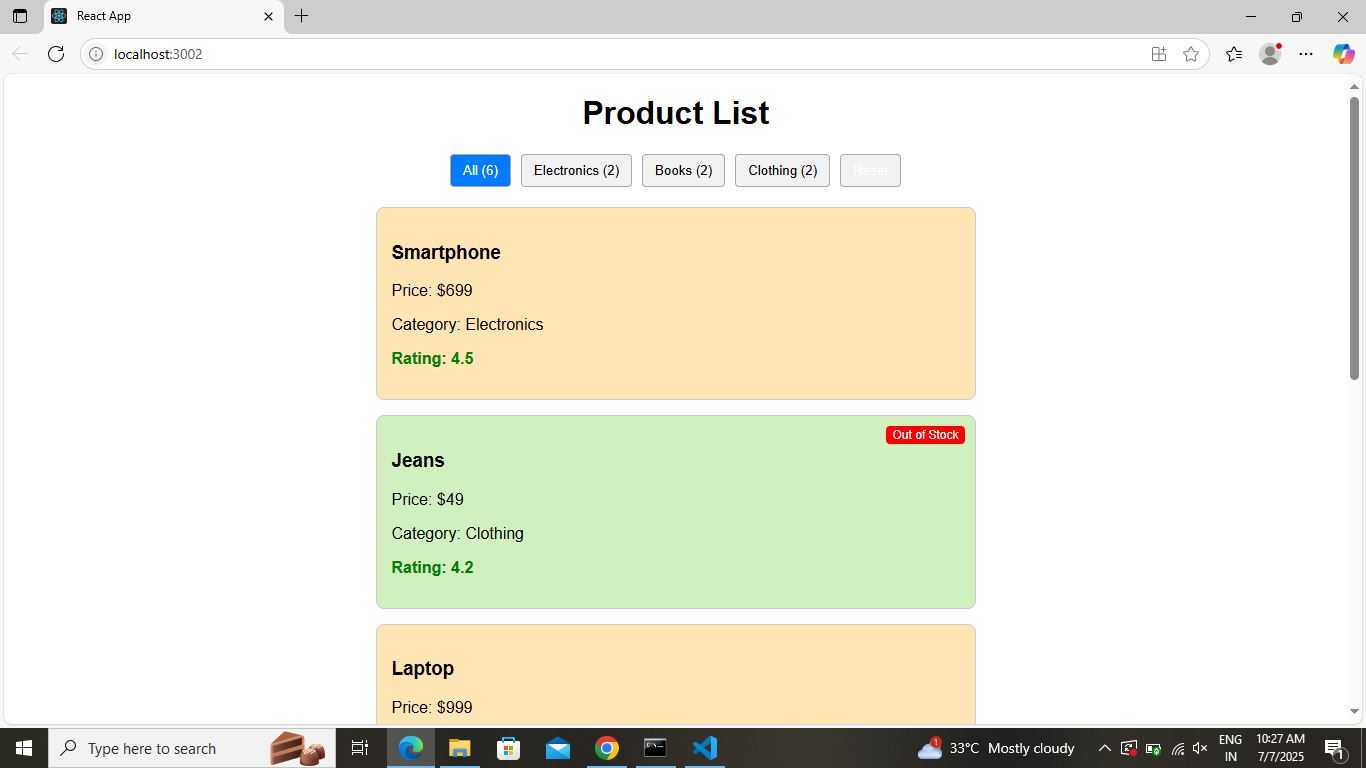 React App
localhost:3002
Product List
All (6) Electronics (2) Books (2) Clothing (2) Reset
Smartphone
Price: $699
Category: Electronics
Rating: 4.5
Out of Stock
Jeans
Price: $49
Category: Clothing
Rating: 4.2
Laptop
Price: $999
Type here to search
1
33°C Mostly cloudy
ENG
IN
10:27 AM
7/7/2025
1